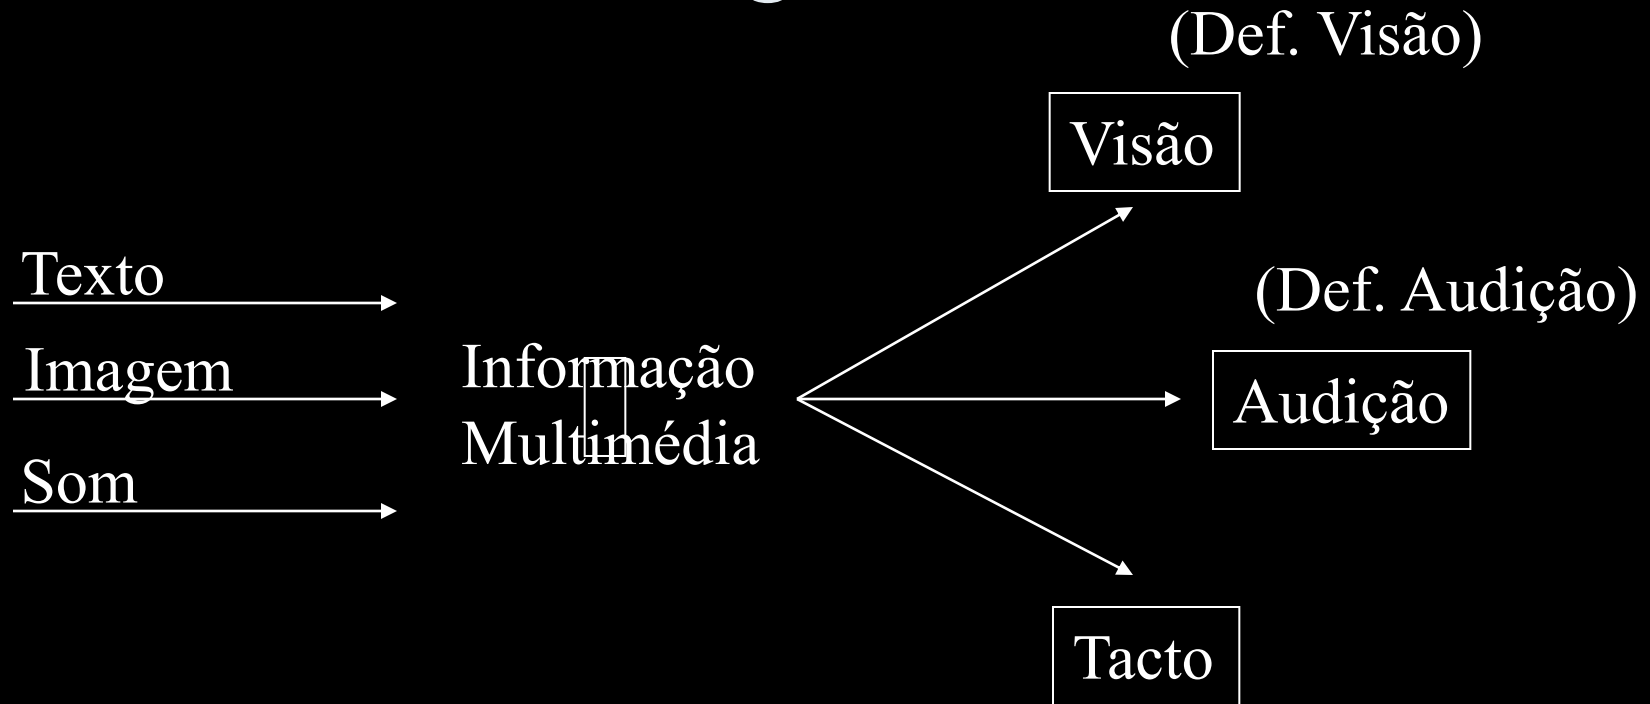 (Def. Visão)
Visão
Texto
(Def. Audição)
Imagem
Informação
Multimédia
Audição
Som
Tacto